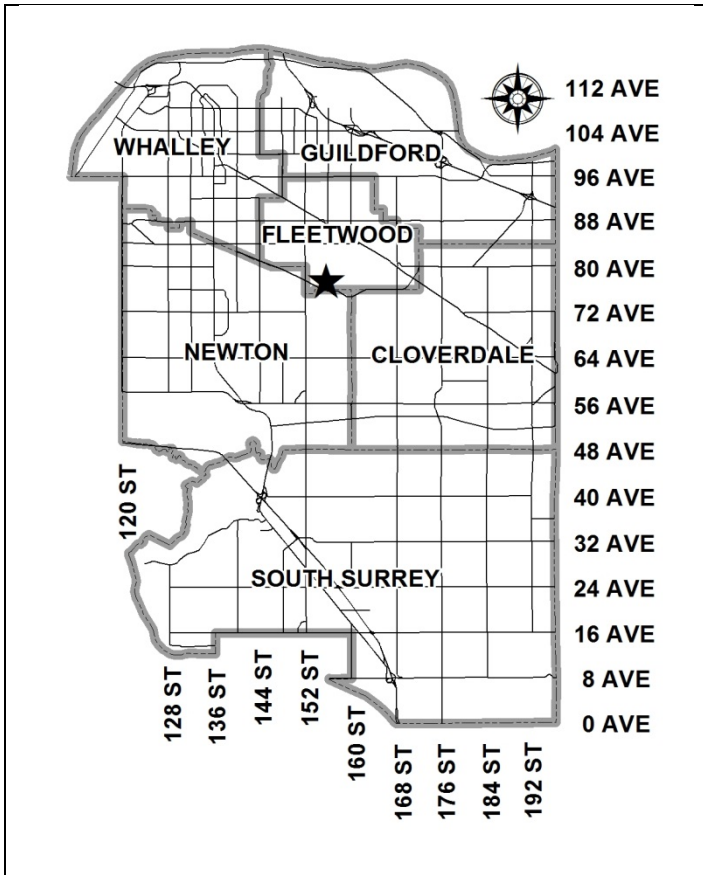 112 AVE
104 AVE
WHALLEY
GUILDFORD
96 AVE
88 AVE
FLEETWOOD
80 AVE
72 AVE
NEWTON
CLOVERDALE
64 AVE
56 AVE
48 AVE
120 ST
40 AVE
32 AVE
SOUTH SURREY
24 AVE
16 AVE
8 AVE
0 AVE
128 ST
136 ST
144 ST
152 ST
160 ST
168 ST
176 ST
184 ST
192 ST